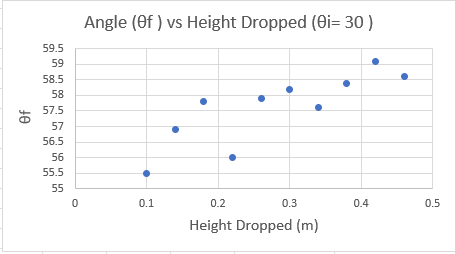 Angle (θf ) vs Height Dropped (θi= 30 )
59.5
59
58.5
58
57.5
57
56.5
56
55.5
55
θf
0 0.1 0.2 0.3 0.4 0.5
Height Dropped (m)